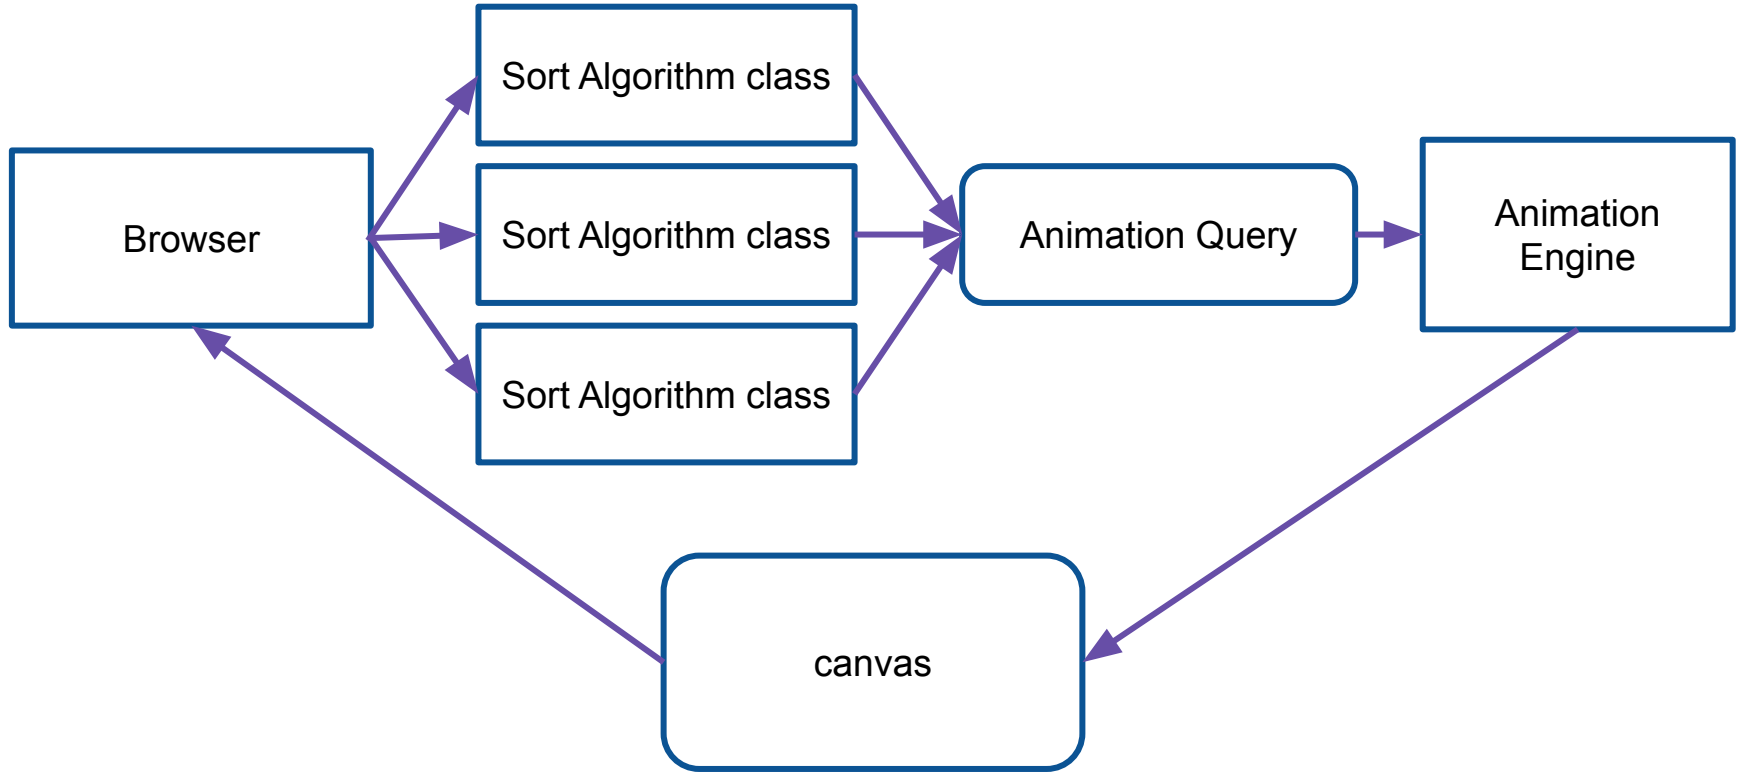 Sort Algorithm class
Browser
Sort Algorithm class
Sort Algorithm class
Animation Query
Animation
Engine
canvas